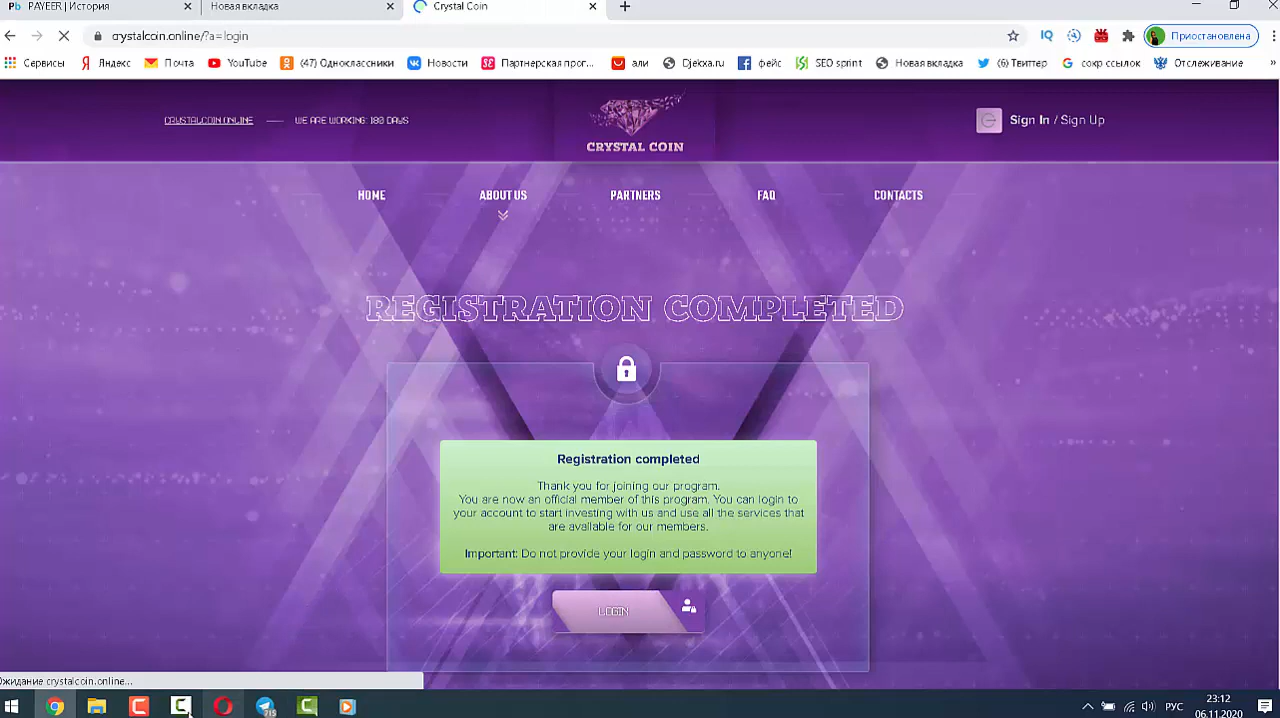 PAYEER | История
Новая вкладка
Crystal Coin
crystalcoin.online/?a=login
Приостановлена
Сервисы
Яндекс
Почта
YouTube
(47) Одноклассники
Новости
Партнерская прог...
али
Djekxa.ru
фейс
SEO sprint
Новая вкладка
(6) Твиттер
сокр ссылок
Отслеживание
CRYSTALCOIN.ONLINE
WE ARE WORKING: 180 DAYS
CRYSTAL COIN
Sign In / Sign Up
HOME
ABOUT US
PARTNERS
FAQ
CONTACTS
REGISTRATION COMPLETED
Registration completed
Thank you for joining our program.
You are now an official member of this program. You can login to
your account to start investing with us and use all the services that
are available for our members.
Important: Do not provide your login and password to anyone!
LOGIN
Ожидание crystalcoin.online...
РУС
23:12
06.11.2020